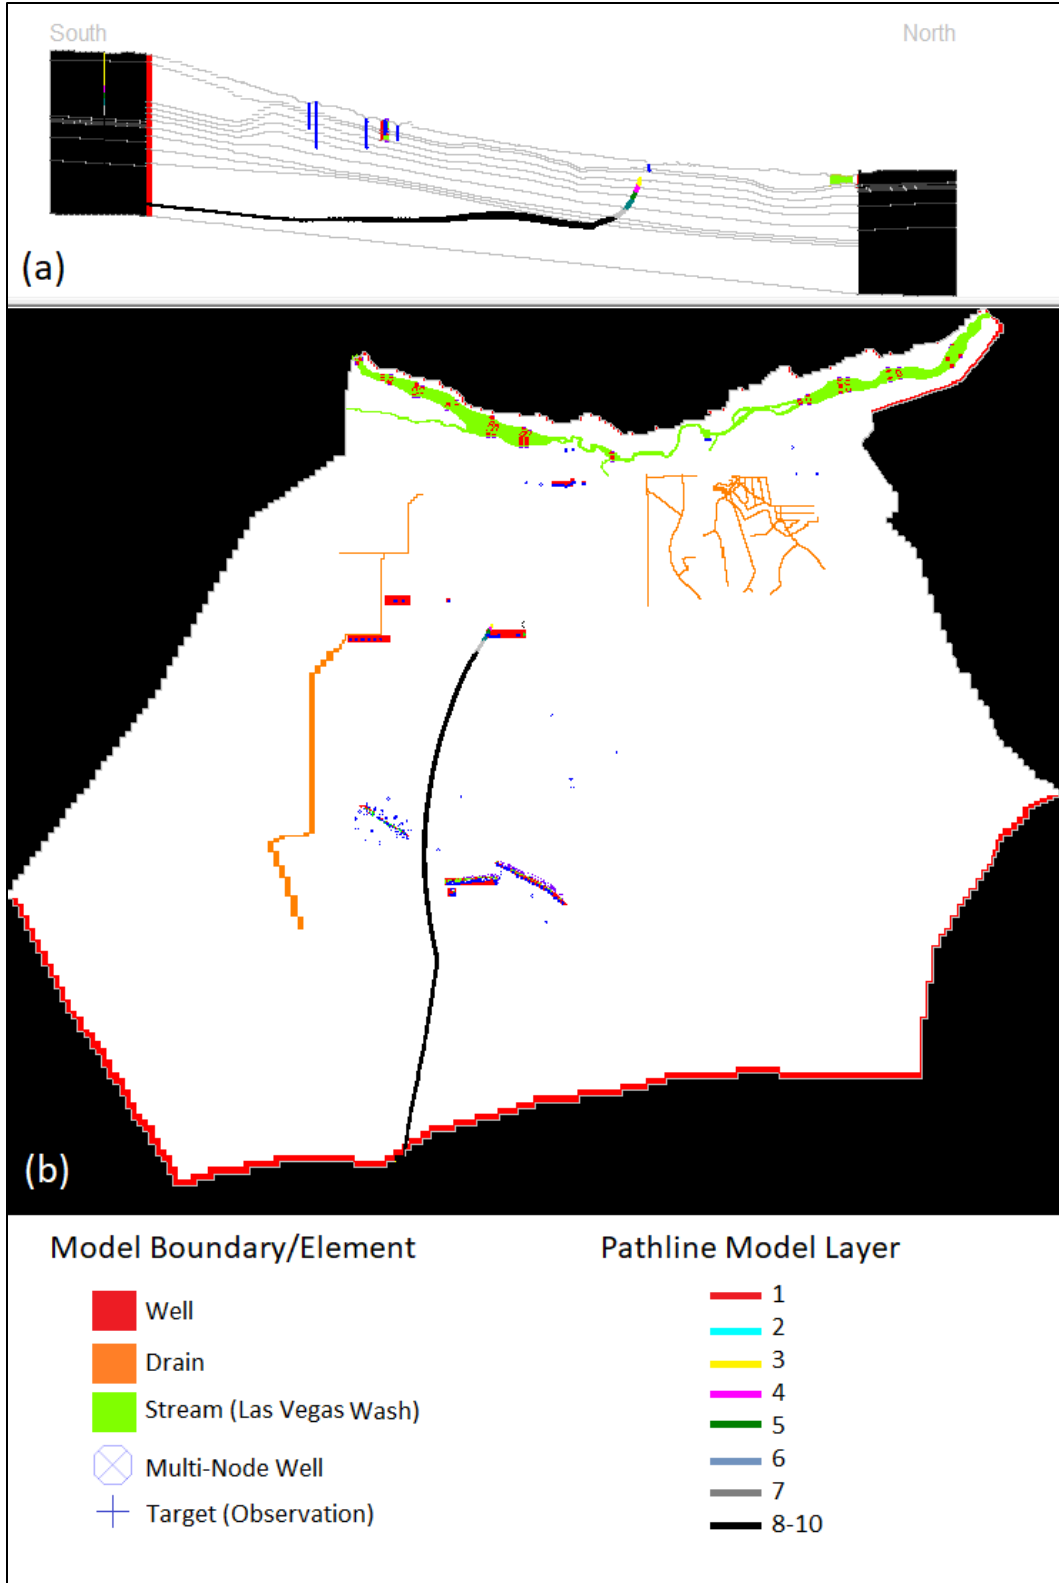 South North
(a)
(b)
Model Boundary/Element
Well
Drain
Stream (Las Vegas Wash)
Multi-Node Well
Target (Observation)
Pathline Model Layer
1
2
3
4
5
6
7
8-10